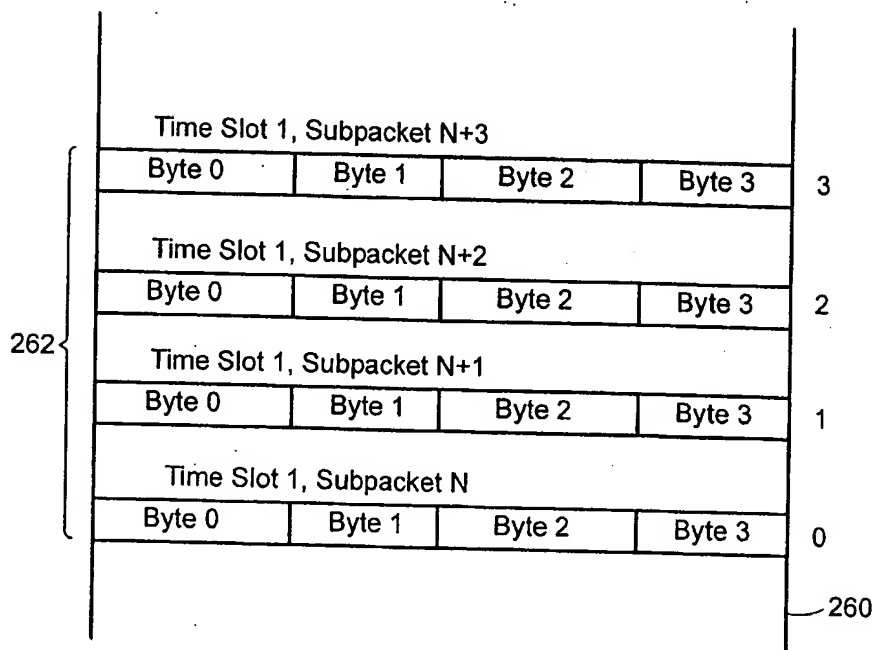 Time Slot 1, Subpacket N+3
Byte 0 Byte 1 Byte 2 Byte 3 3
Time Slot 1, Subpacket N+2
Byte 0 Byte 1 Byte 2 Byte 3 2
262
Time Slot 1, Subpacket N+1
Byte 0 Byte 1 Byte 2 Byte 3 1
Time Slot 1, Subpacket N
Byte 0 Byte 1 Byte 2 Byte 3 0
260